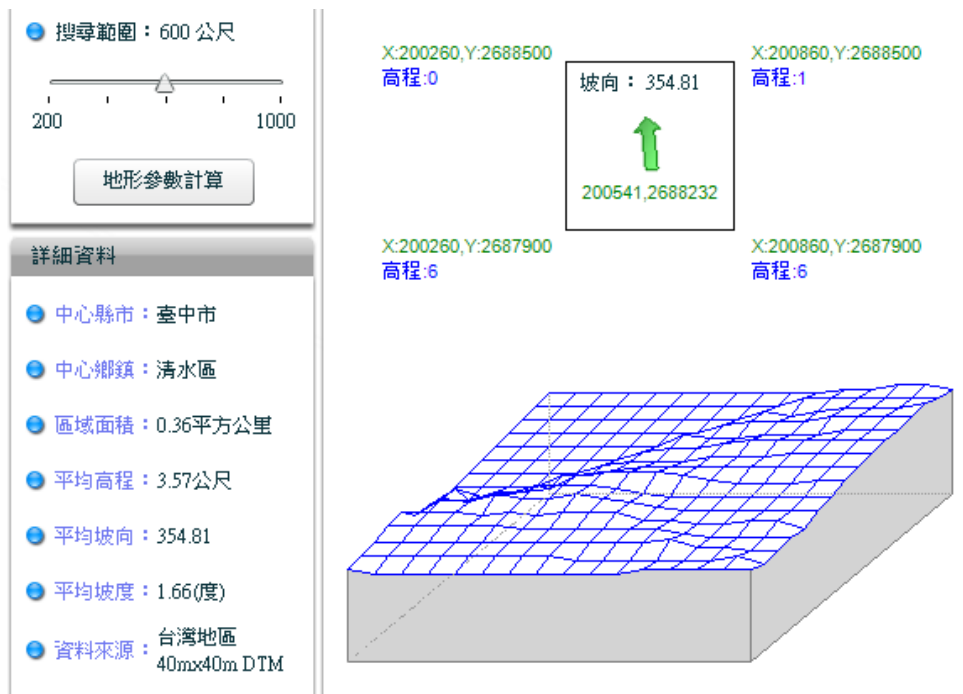 搜尋範圍：600 公尺
200
1000
地形參數計算
詳細資料
中心縣市：臺中市
中心鄉鎮：清水區
區域面積：0.36平方公里
平均高程：3.57公尺
平均坡向：354.81
平均坡度：1.66(度)
資料來源：台灣地區
40mx40m DTM
X:200260,Y:2688500
高程:0
坡向：354.81
200541,2688232
X:200860,Y:2688500
高程:1
X:200260,Y:2687900
高程:6
X:200860,Y:2687900
高程:6